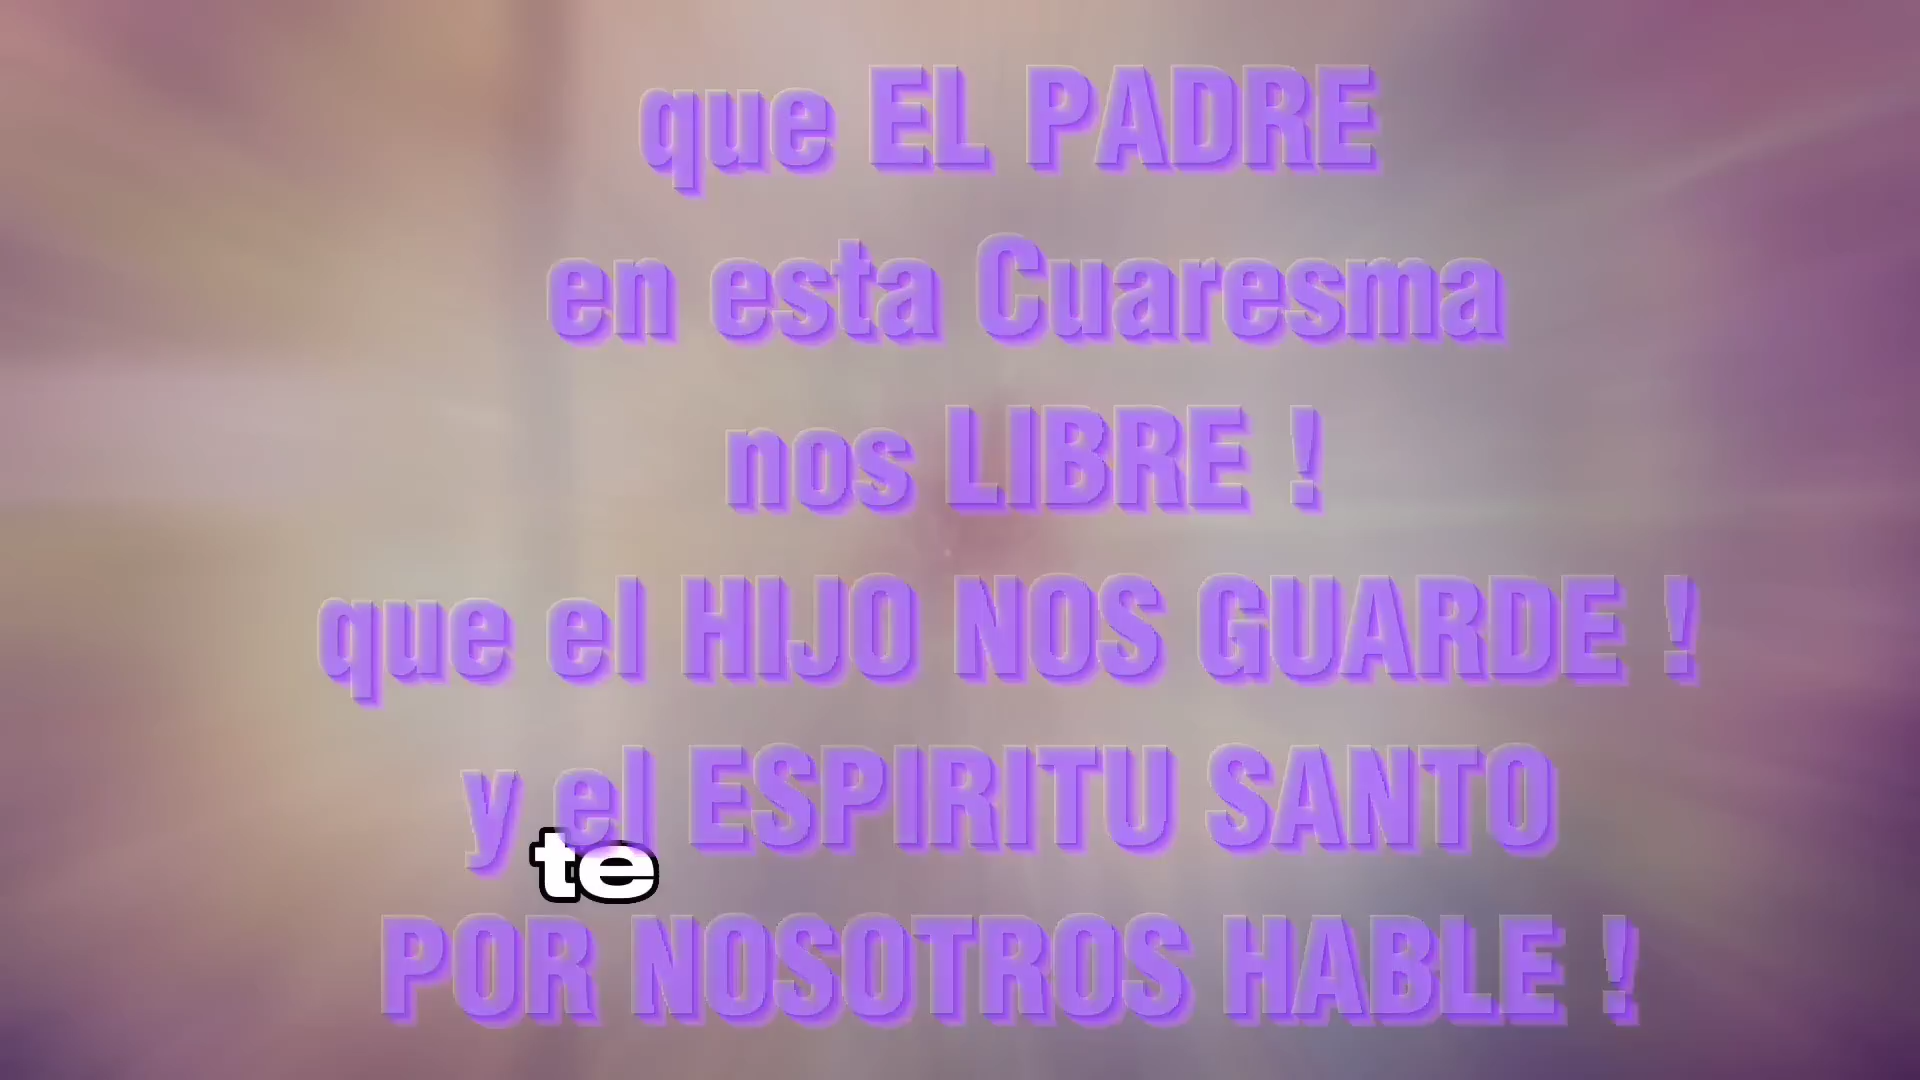 que EL PADRE
en esta Cuaresma
nos LIBRE !
que el HIJO NOS GUARDE !
y el ESPIRITU SANTO
te
POR NOSOTROS HABLE !